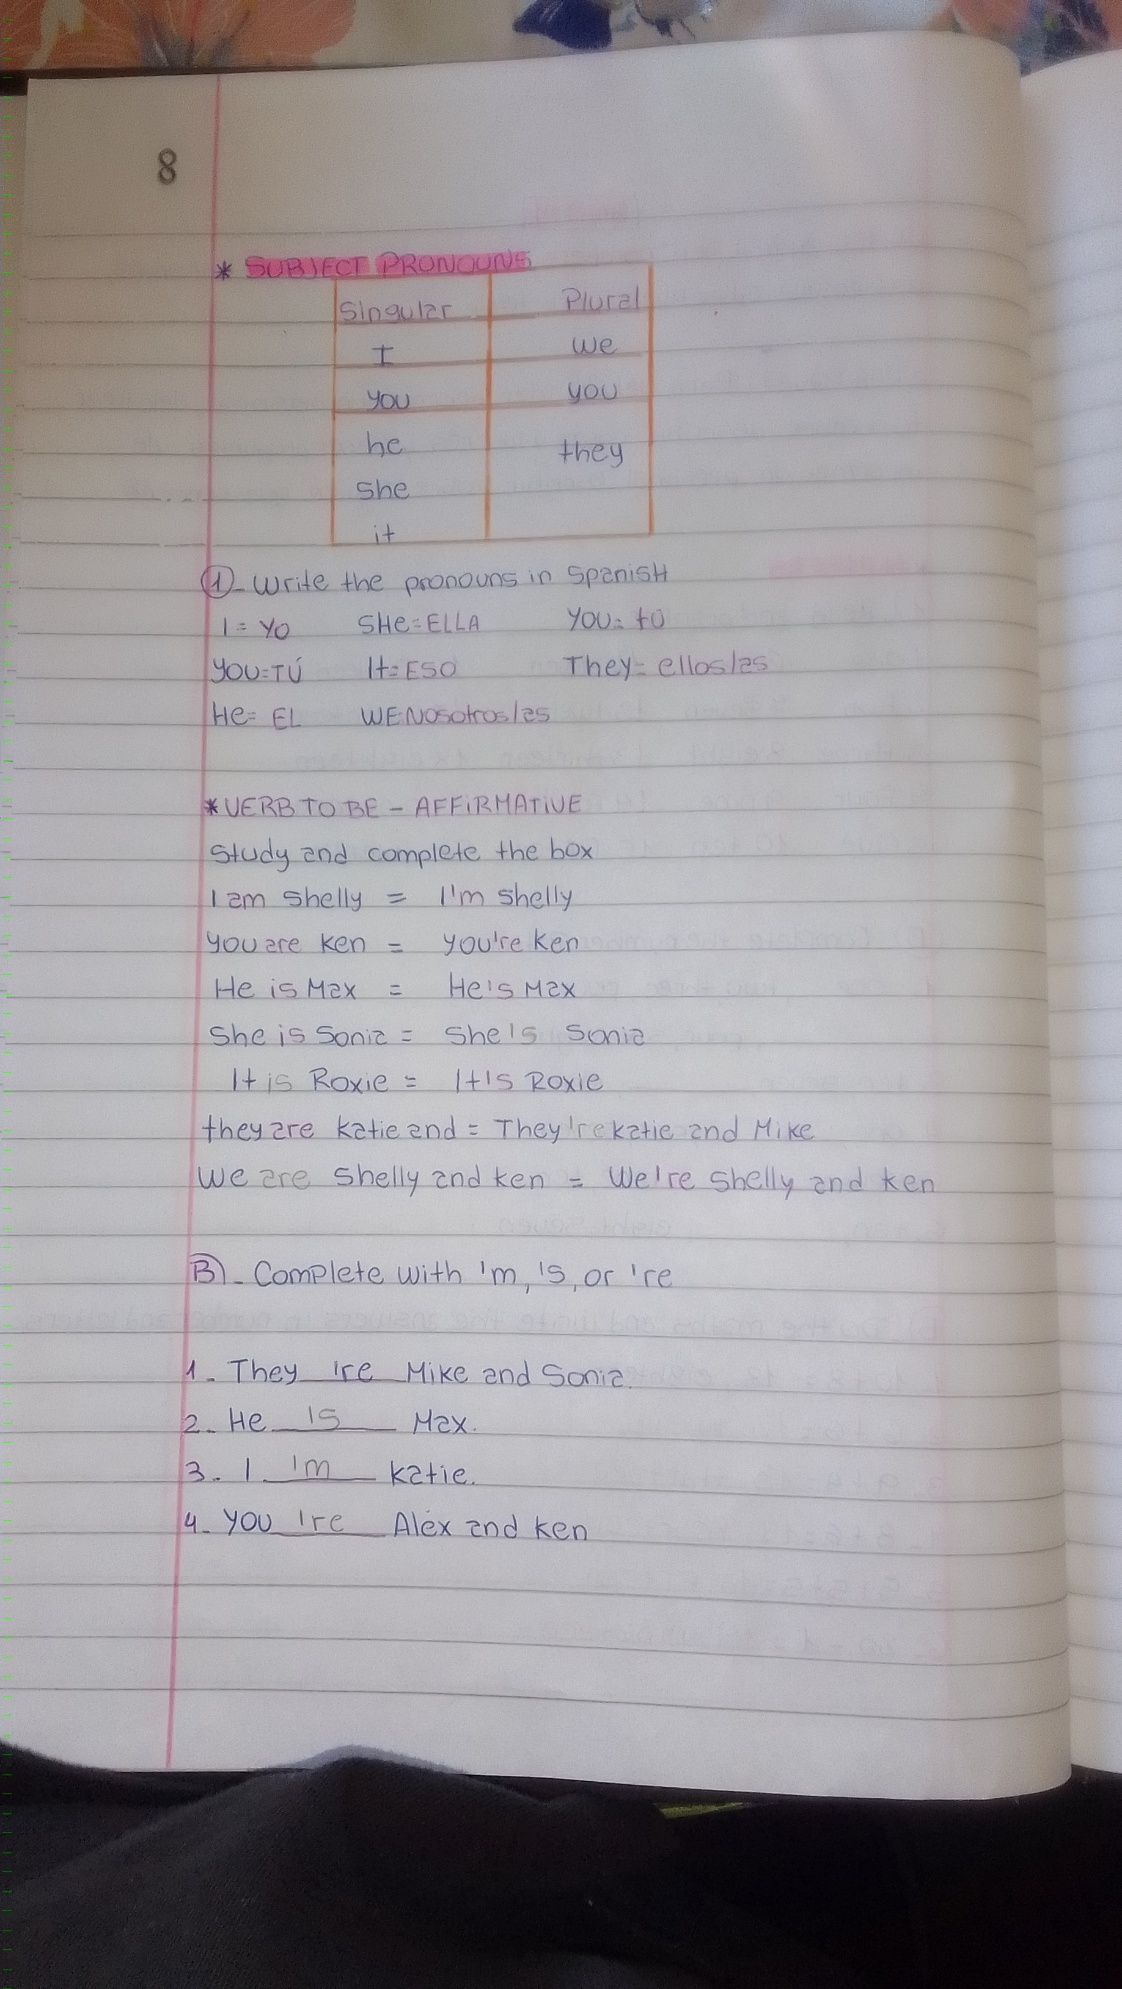 8
* SUBJECT PRONOUNS
Singular Plural
I we
you you
he they
she
it
1 - Write the pronouns in SpanisH
I = YO SHe = ELLA YOU = tú
YOU = TÚ It = ESO They = ellos/as
He = EL WE Nosotros/as
* VERB TO BE - AFFiRMATiVE
Study and complete the box
I am Shelly = I'm Shelly
you are Ken = you're Ken
He is Max = He's Max
She is Sonia = She's Sonia
It is Roxie = It's Roxie
they are Katie and = They're Katie and Mike
We are Shelly and Ken = We're Shelly and Ken
B - Complete with 'm, 's, or 're
1. They 're Mike and Sonia.
2. He 's Max.
3. I 'm Katie.
4. you 're Alex and Ken